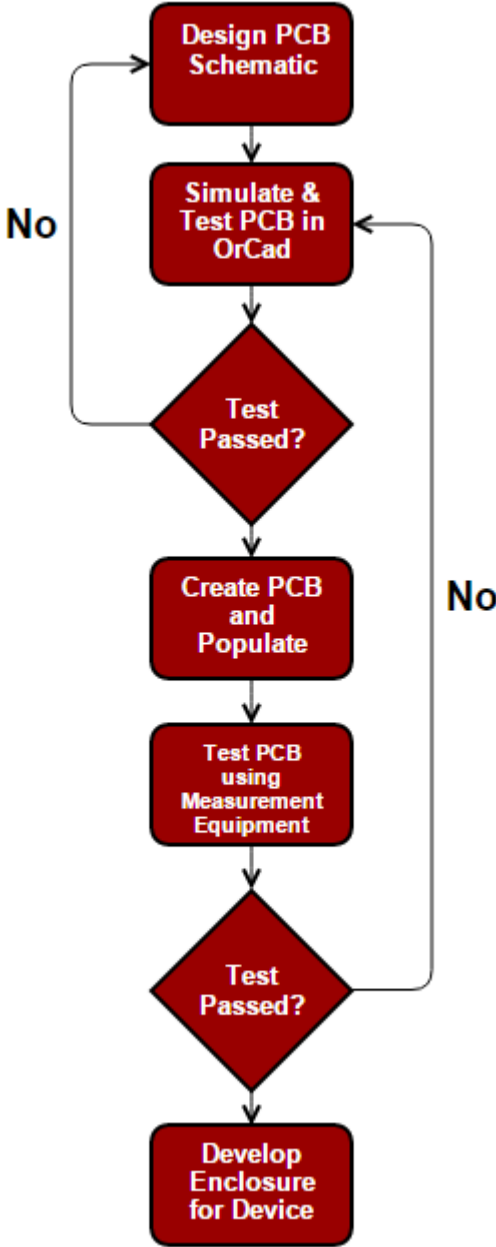 Design PCB
Schematic
No
Simulate &
Test PCB in
OrCad
Test
Passed?
Create PCB
and
Populate
No
Test PCB
using
Measurement
Equipment
Test
Passed?
Develop
Enclosure
for Device